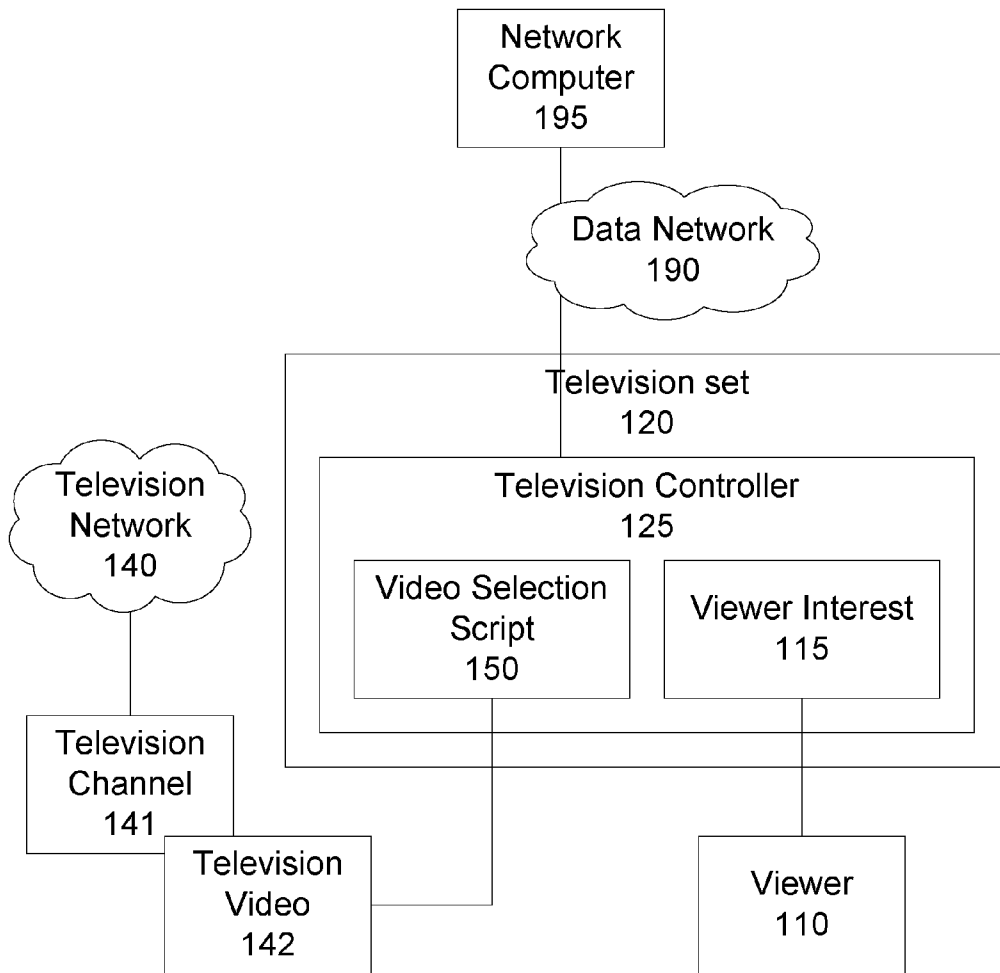 Network
Computer
195
Data Network
190
Television set
120
Television Controller
125
Television
Network
140
Video Selection
Script
150
Viewer Interest
115
Television
Channel
141
Television
Video
142
Viewer
110